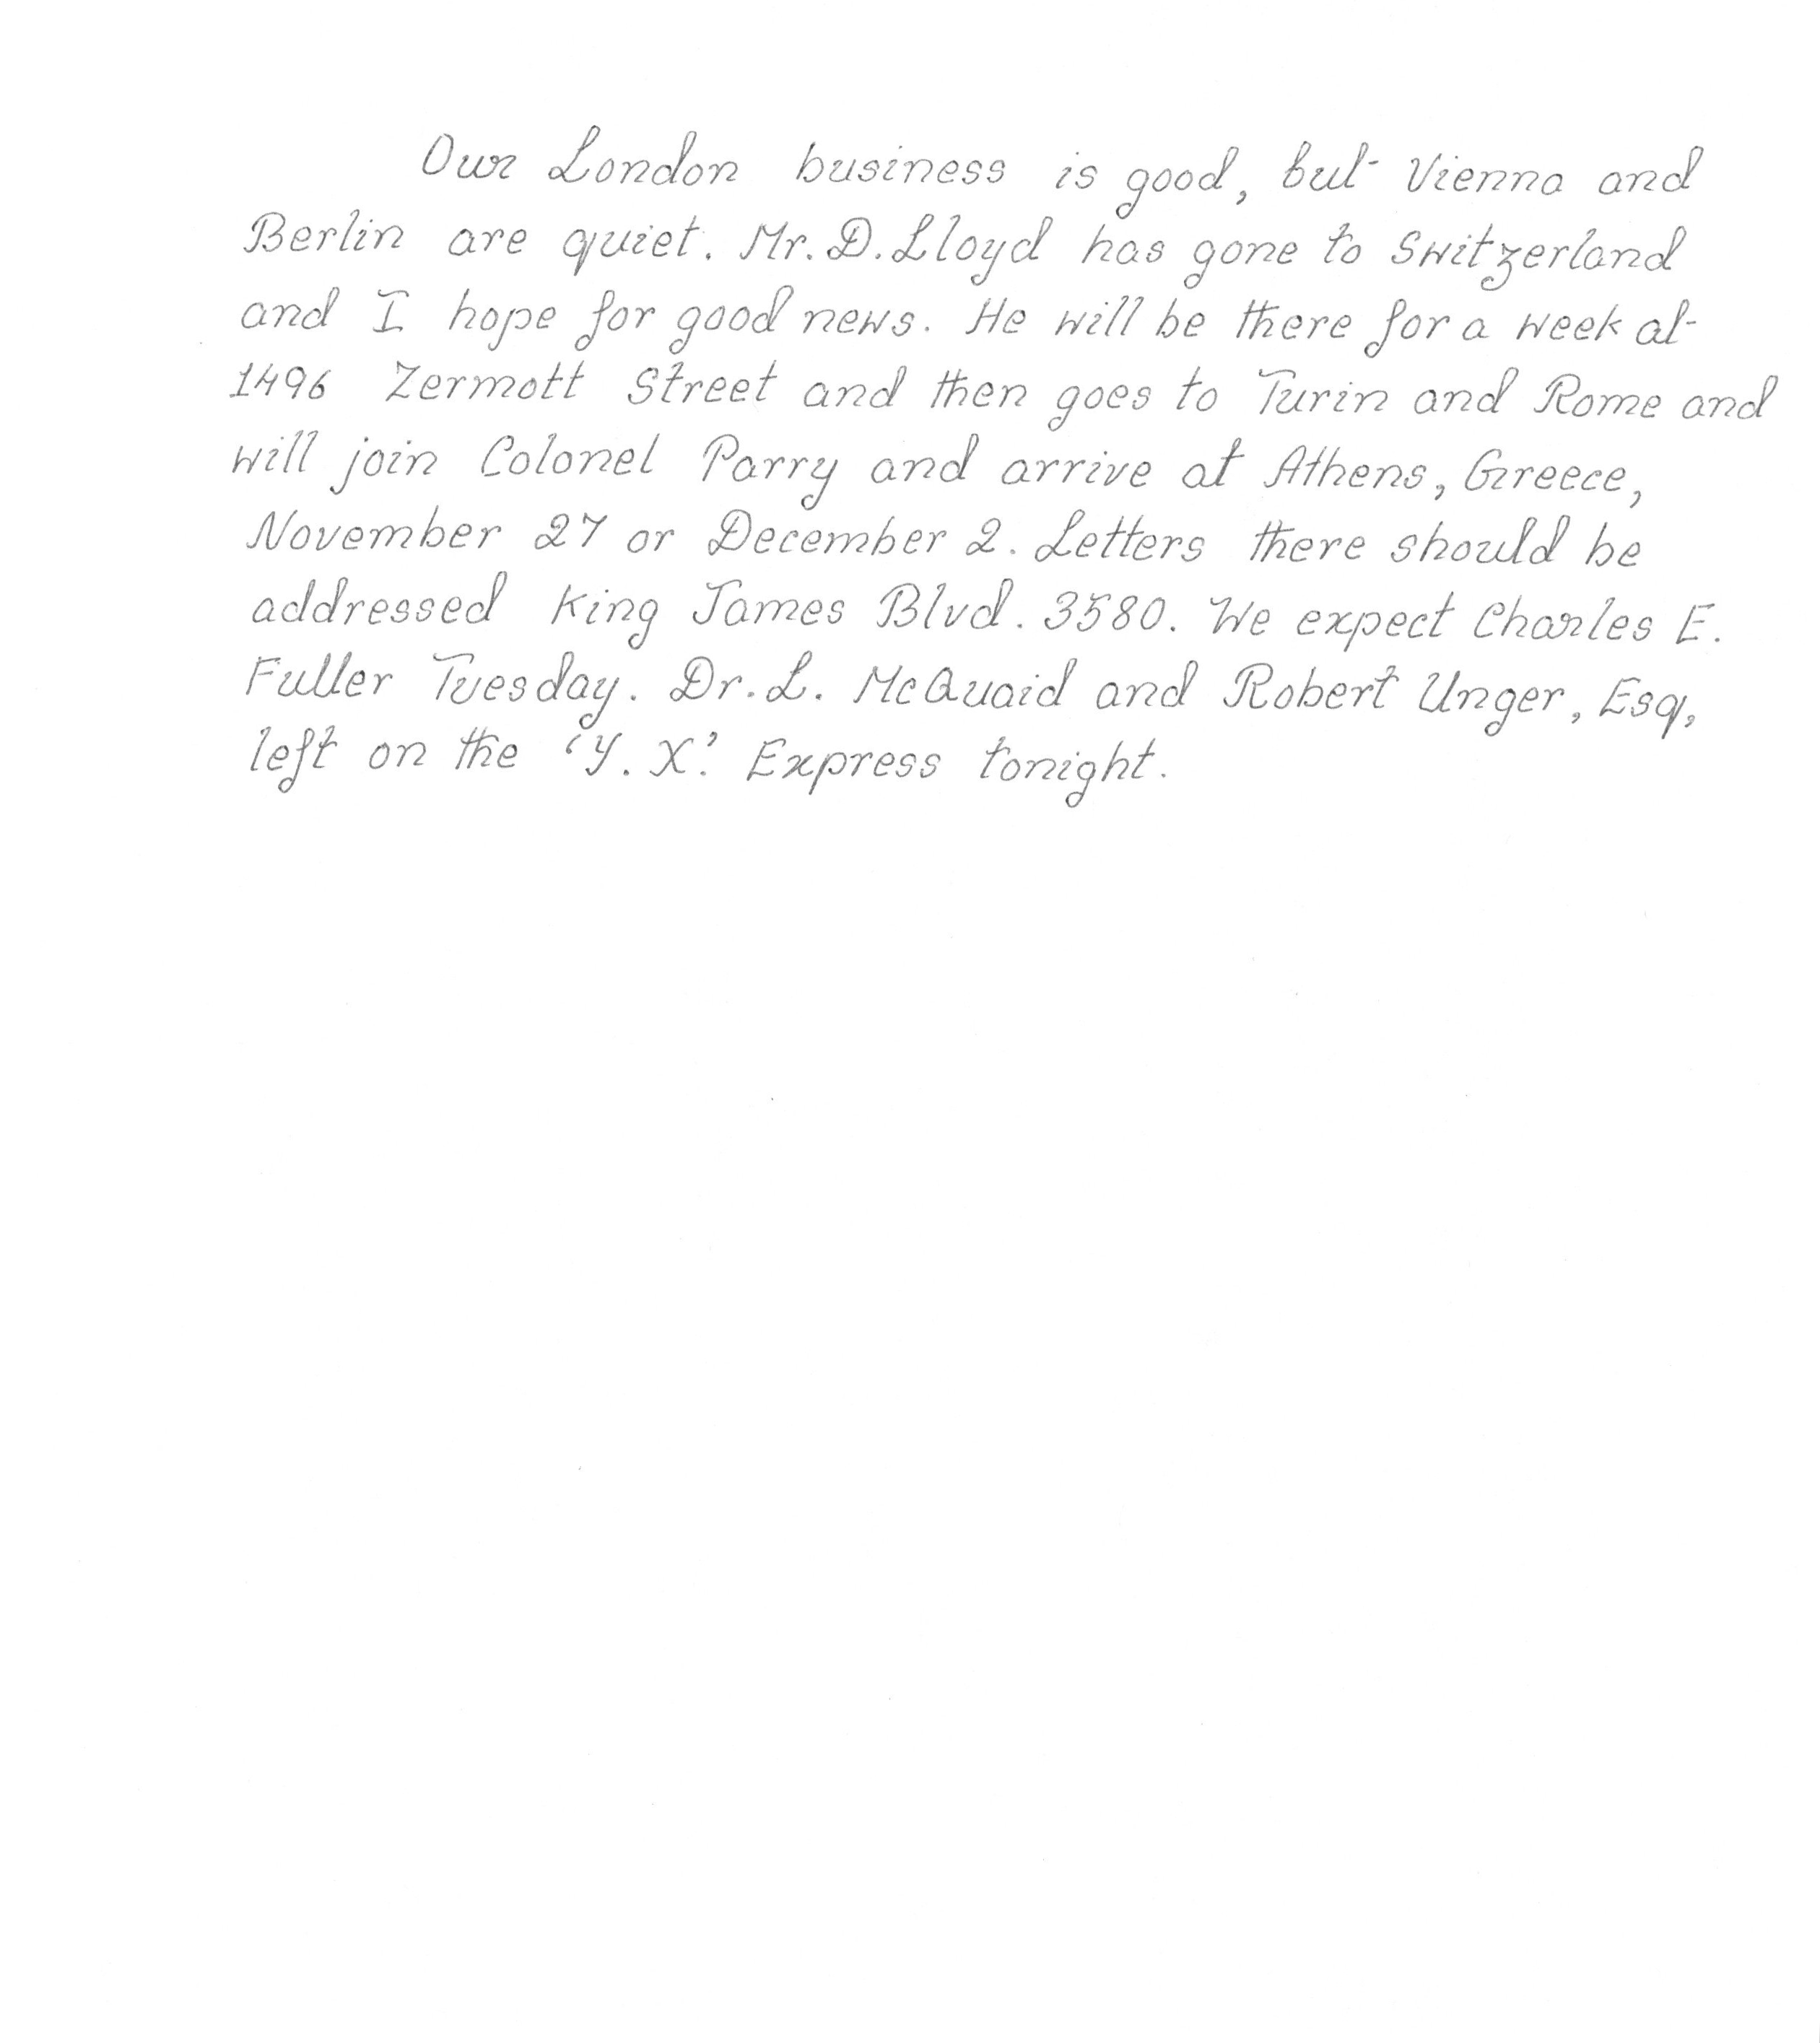 Our London business is good, but Vienna and
Berlin are quiet. Mr. D. Lloyd has gone to Switzerland
and I hope for good news. He will be there for a week at
1496 Zermott Street and then goes to Turin and Rome and
will join Colonel Parry and arrive at Athens, Greece,
November 27 or December 2. Letters there should be
addressed King James Blvd. 3580. We expect Charles E.
Fuller Tuesday. Dr. L. McQuaid and Robert Unger, Esq,
left on the 'Y. X.' Express tonight.